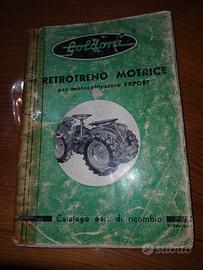 Goldoni
RETROTRENO MOTRICE
per motocoltivatore EXPORT
Catalogo parti di ricambio
subito